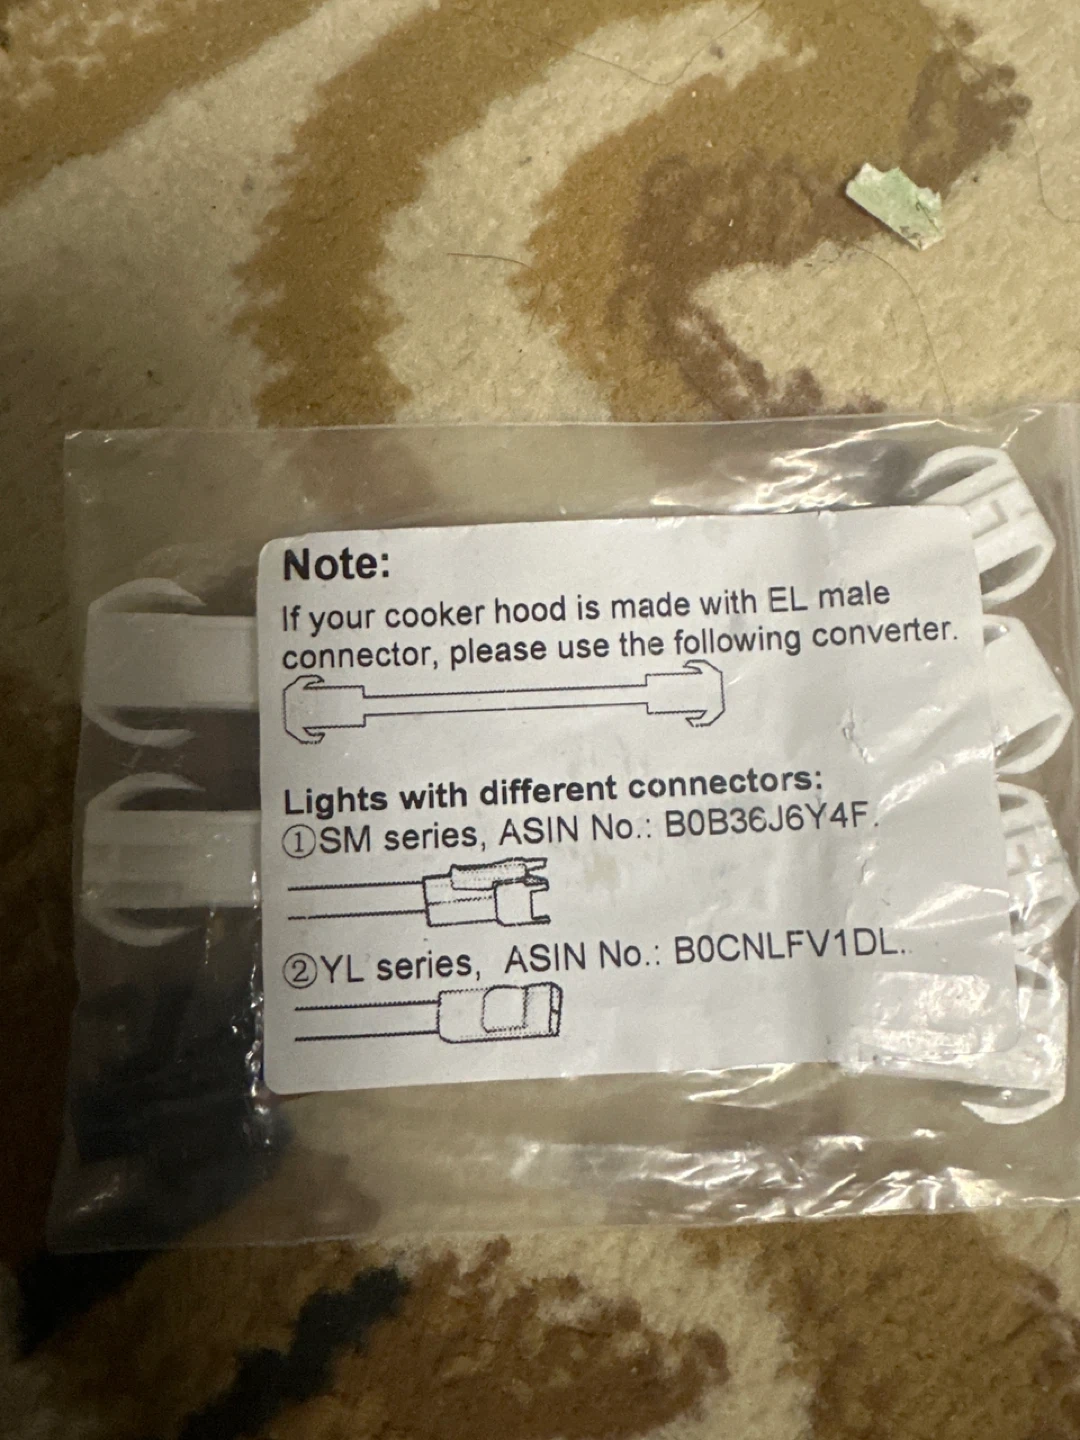 Note:
If your cooker hood is made with EL male
connector, please use the following converter.
Lights with different connectors:
①SM series, ASIN No.: B0B36J6Y4F.
②YL series, ASIN No.: B0CNLFV1DL.